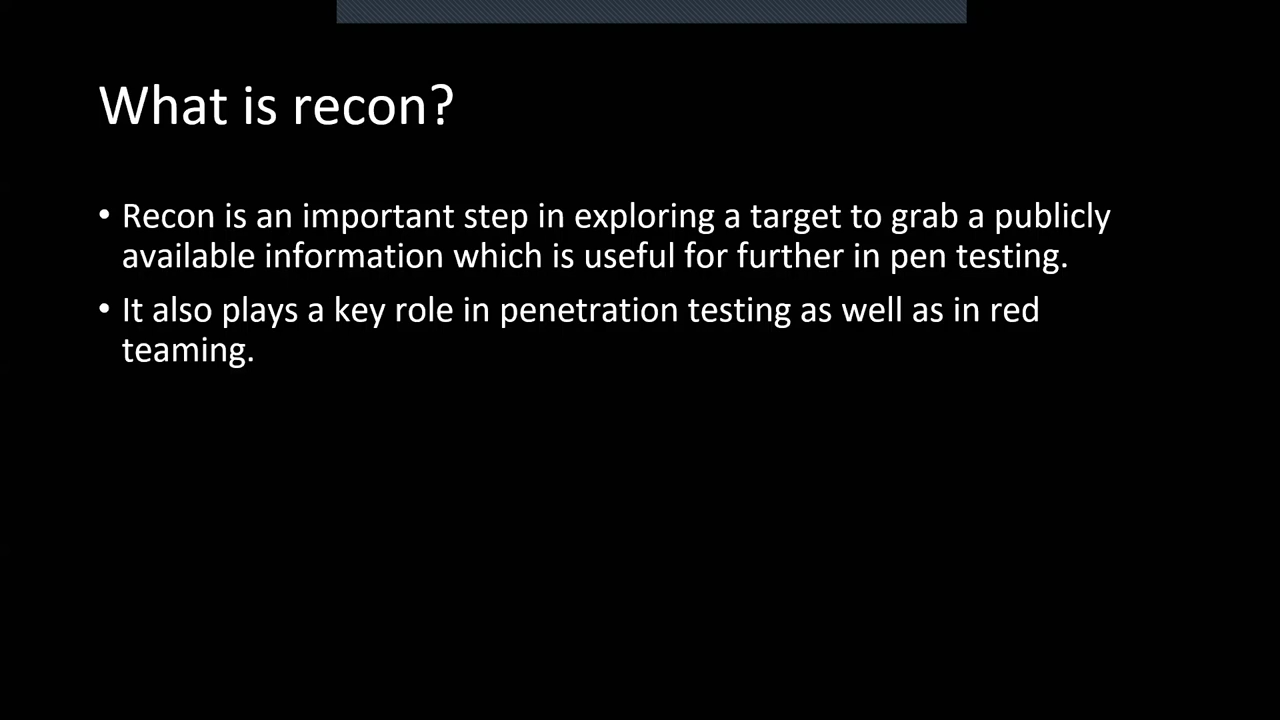 What is recon?
• Recon is an important step in exploring a target to grab a publicly
available information which is useful for further in pen testing.
• It also plays a key role in penetration testing as well as in red
teaming.